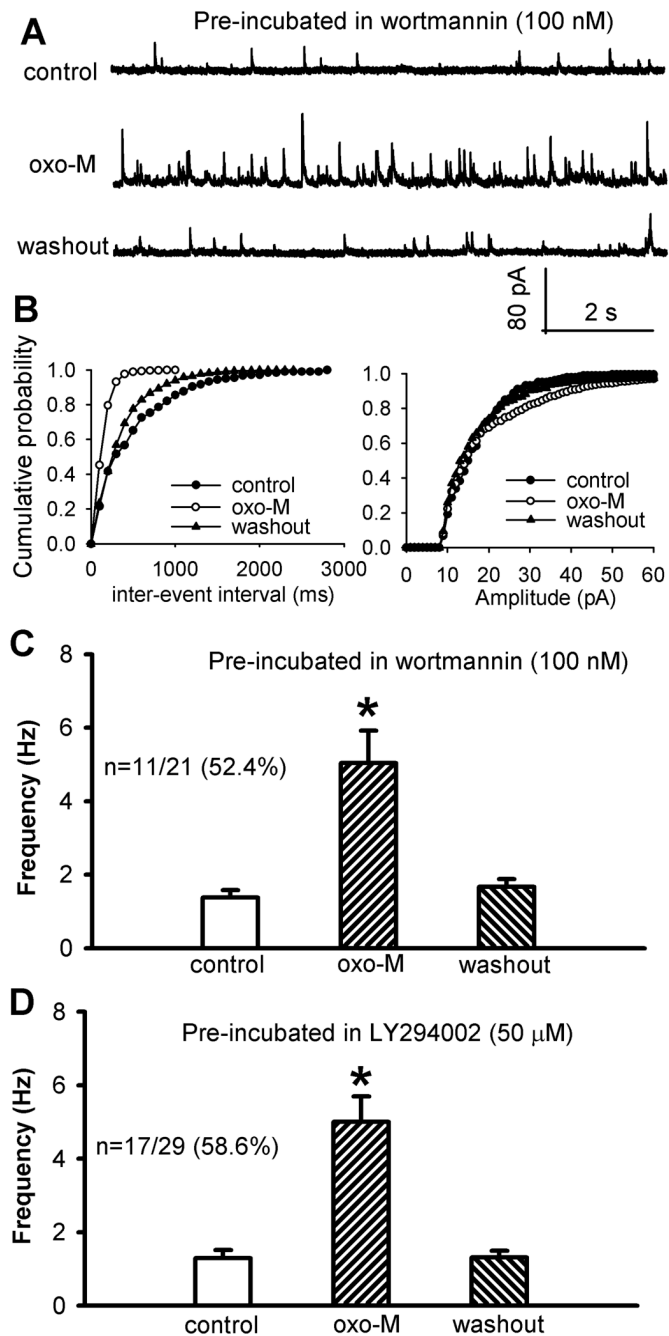 A
Pre-incubated in wortmannin (100 nM)
control
oxo-M
washout
80 pA
2 s
B
Cumulative probability
1.0
0.8
0.6
0.4
0.2
0.0
control
oxo-M
washout
0 1000 2000 3000
inter-event interval (ms)
1.0
0.8
0.6
0.4
0.2
0.0
control
oxo-M
washout
0 10 20 30 40 50 60
Amplitude (pA)
C
Pre-incubated in wortmannin (100 nM)
Frequency (Hz)
8
6
4
2
0
*
n=11/21 (52.4%)
control oxo-M washout
D
Pre-incubated in LY294002 (50 μM)
Frequency (Hz)
8
6
4
2
0
*
n=17/29 (58.6%)
control oxo-M washout